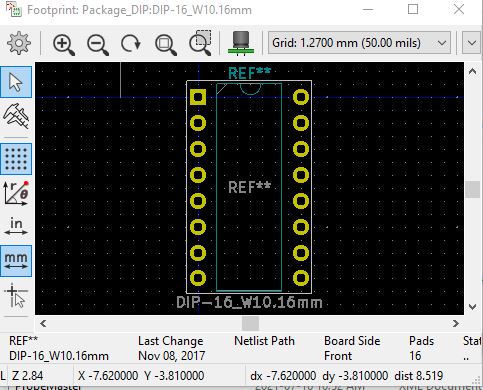 Footprint: Package_DIP:DIP-16_W10.16mm
Grid: 1.2700 mm (50.00 mils)
REF**
REF**
DIP-16_W10.16mm
in
mm
REF** Last Change Netlist Path Board Side Pads Stat
DIP-16_W10.16mm Nov 08, 2017 Front 16 ..
L Z 2.84 X -7.620000 Y -3.810000 dx -7.620000 dy -3.810000 dist 8.519